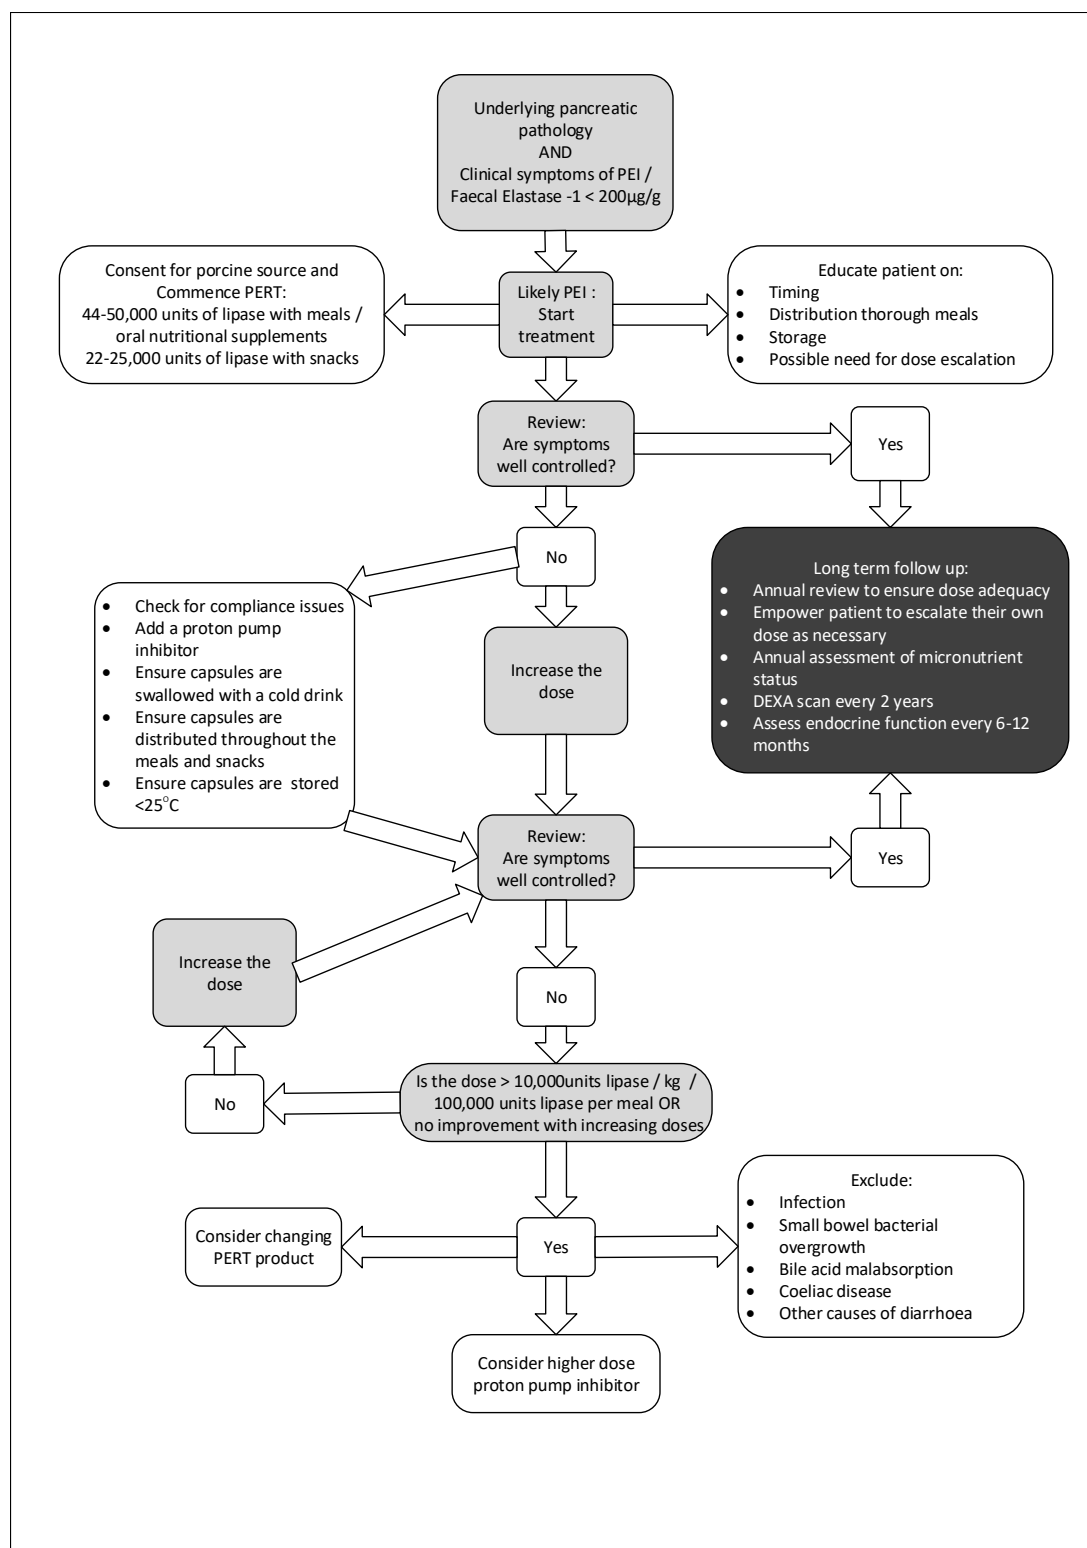 Underlying pancreatic
pathology
AND
Clinical symptoms of PEI /
Faecal Elastase -1 < 200µg/g
Consent for porcine source and
Commence PERT:
44-50,000 units of lipase with meals /
oral nutritional supplements
22-25,000 units of lipase with snacks
Likely PEI :
Start
treatment
Educate patient on:
• Timing
• Distribution thorough meals
• Storage
• Possible need for dose escalation
Review:
Are symptoms
well controlled?
Yes
No
Long term follow up:
• Annual review to ensure dose adequacy
• Empower patient to escalate their own
dose as necessary
• Annual assessment of micronutrient
status
• DEXA scan every 2 years
• Assess endocrine function every 6-12
months
• Check for compliance issues
• Add a proton pump
inhibitor
• Ensure capsules are
swallowed with a cold drink
• Ensure capsules are
distributed throughout the
meals and snacks
• Ensure capsules are stored
<25°C
Increase the
dose
Review:
Are symptoms
well controlled?
Yes
Increase the
dose
No
No
Is the dose > 10,000units lipase / kg /
100,000 units lipase per meal OR
no improvement with increasing doses
Consider changing
PERT product
Yes
Exclude:
• Infection
• Small bowel bacterial
overgrowth
• Bile acid malabsorption
• Coeliac disease
• Other causes of diarrhoea
Consider higher dose
proton pump inhibitor